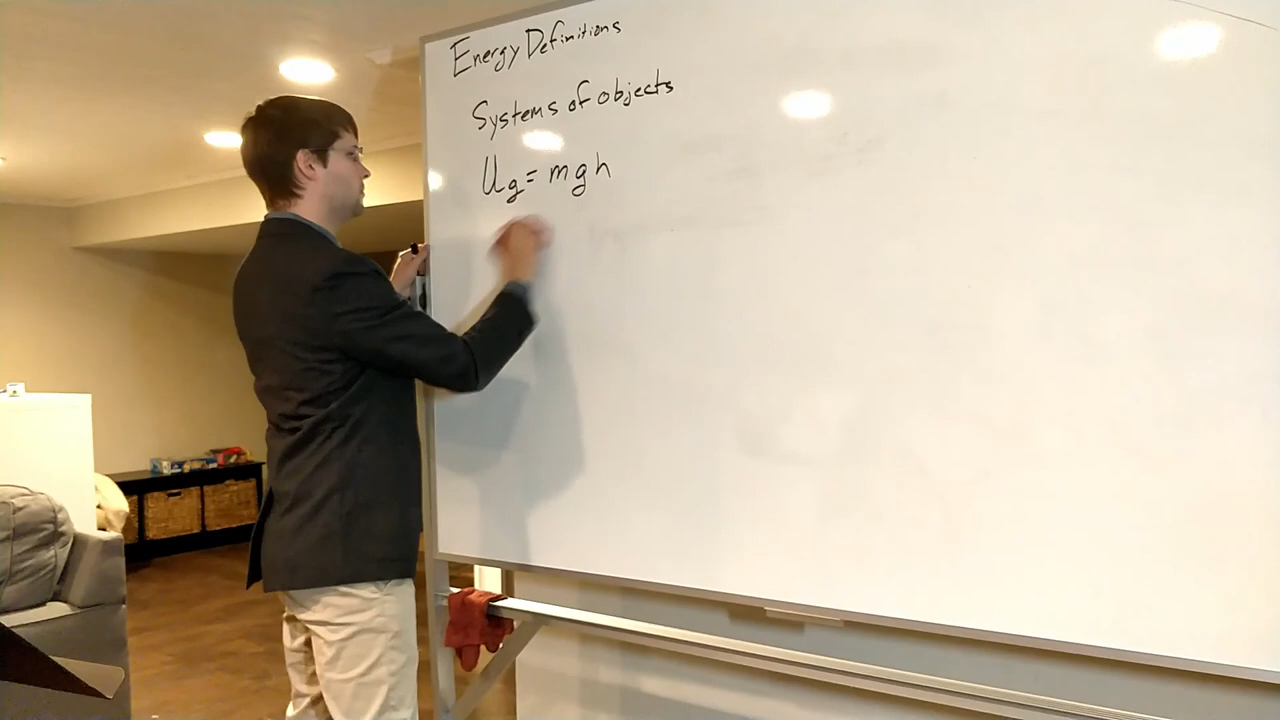 Energy Definitions
Systems of objects
Ug = mgh